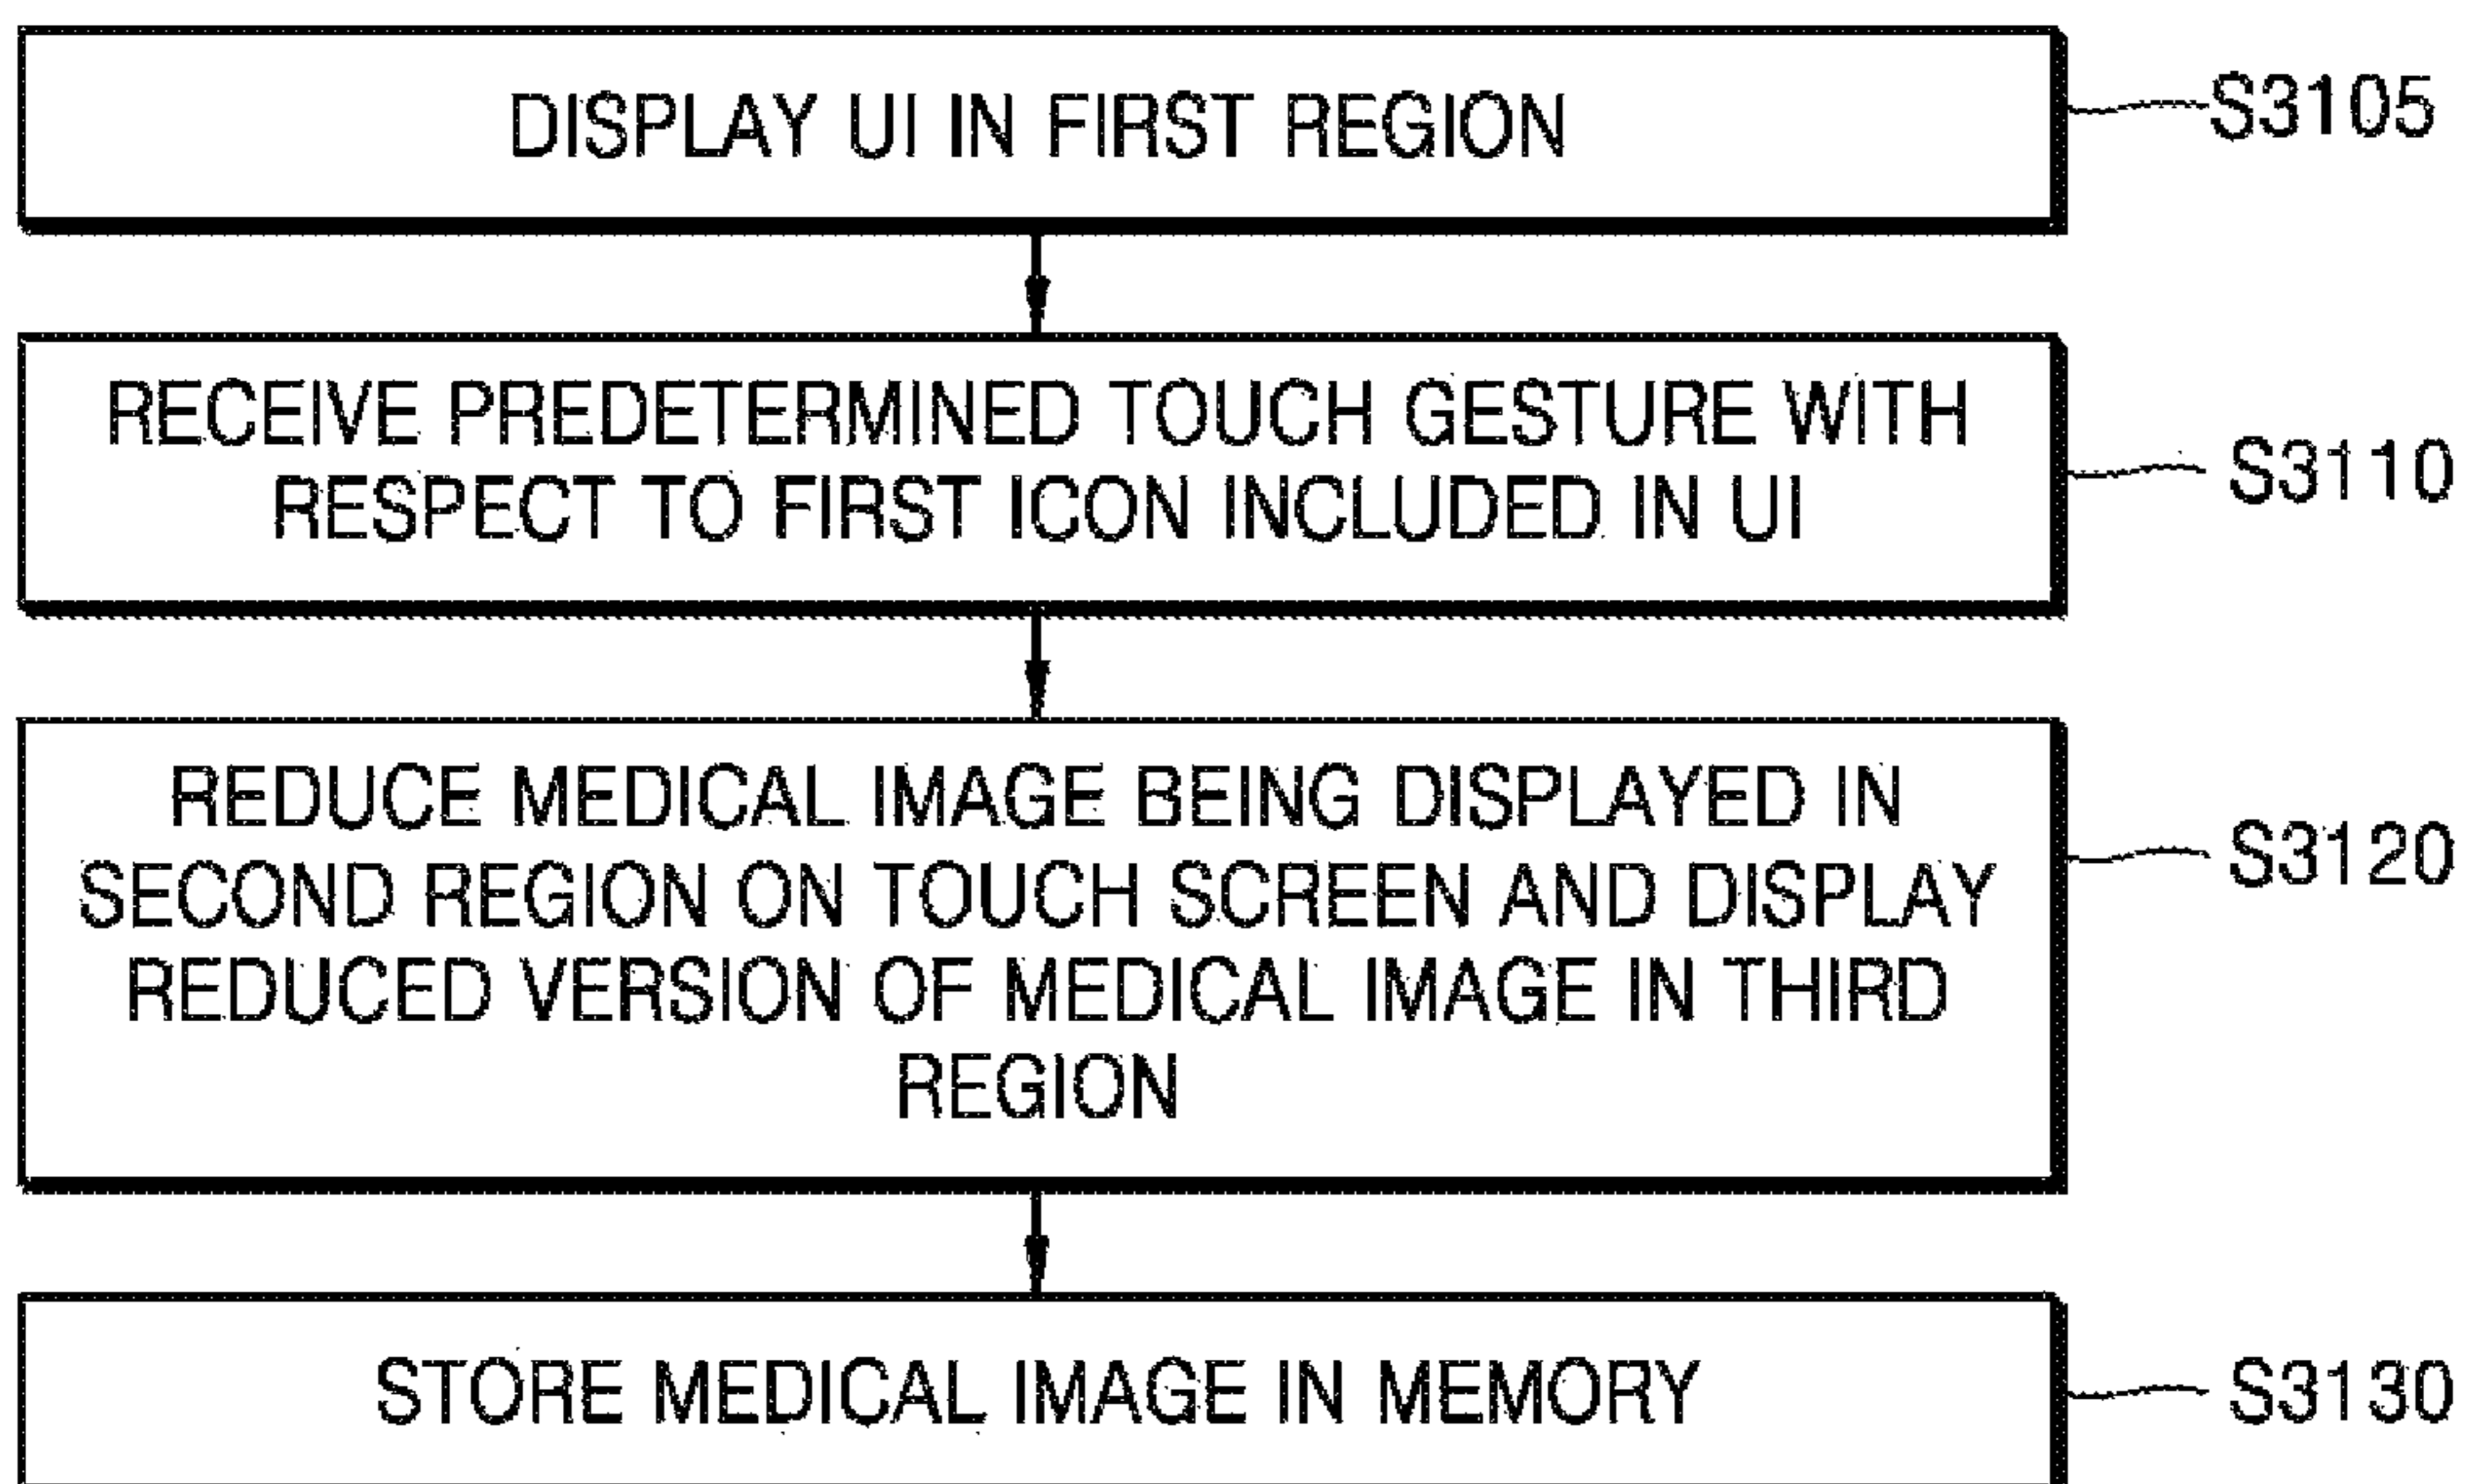 DISPLAY UI IN FIRST REGION
S3105
RECEIVE PREDETERMINED TOUCH GESTURE WITH
RESPECT TO FIRST ICON INCLUDED IN UI
S3110
REDUCE MEDICAL IMAGE BEING DISPLAYED IN
SECOND REGION ON TOUCH SCREEN AND DISPLAY
REDUCED VERSION OF MEDICAL IMAGE IN THIRD
REGION
S3120
STORE MEDICAL IMAGE IN MEMORY
S3130